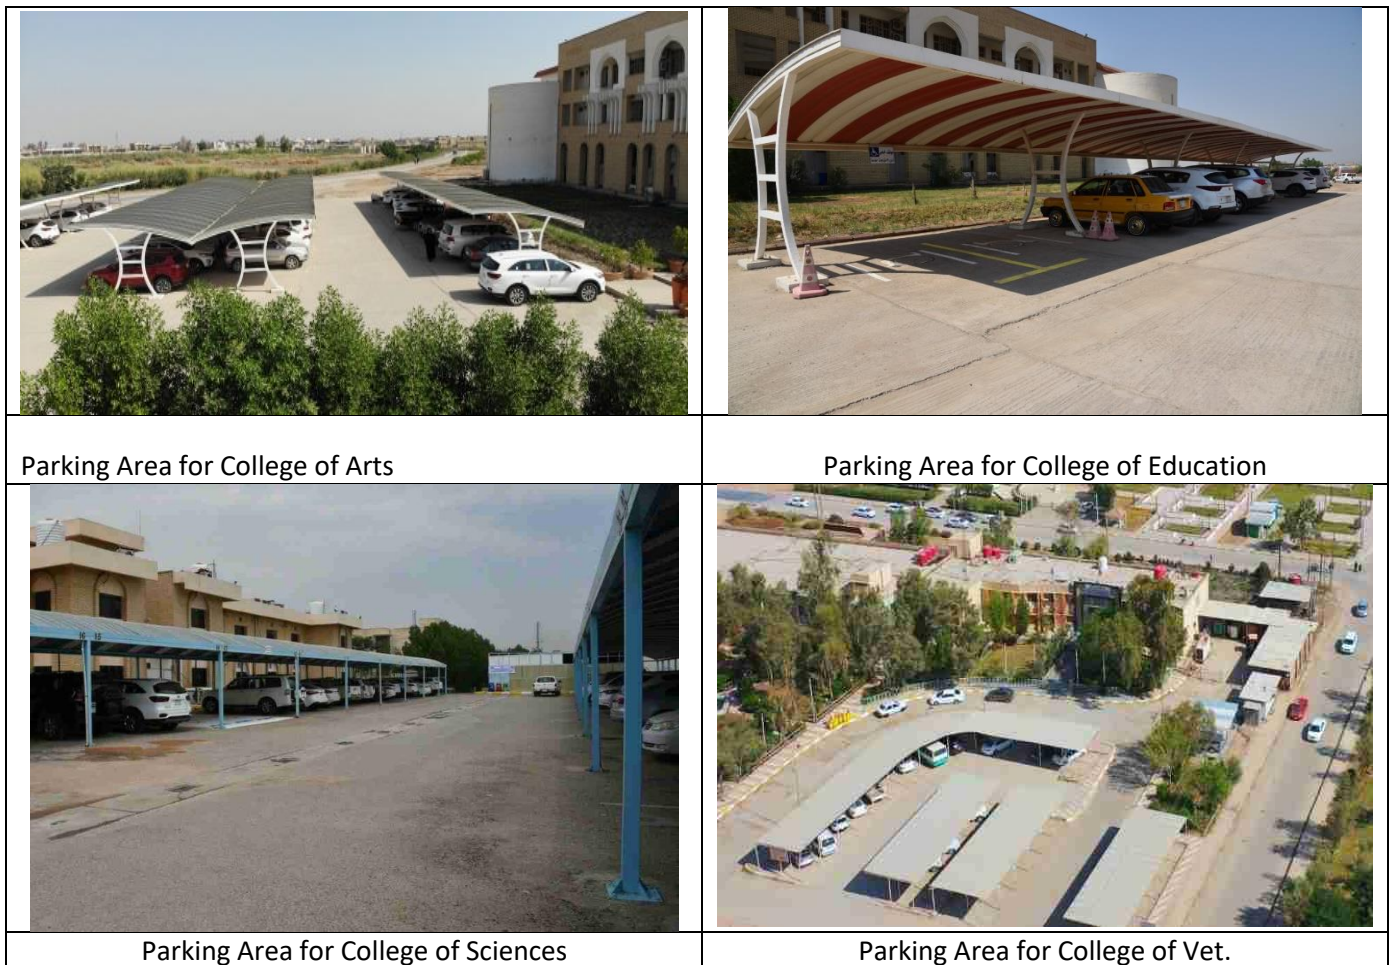 Parking Area for College of Arts
Parking Area for College of Education
Parking Area for College of Sciences
Parking Area for College of Vet.